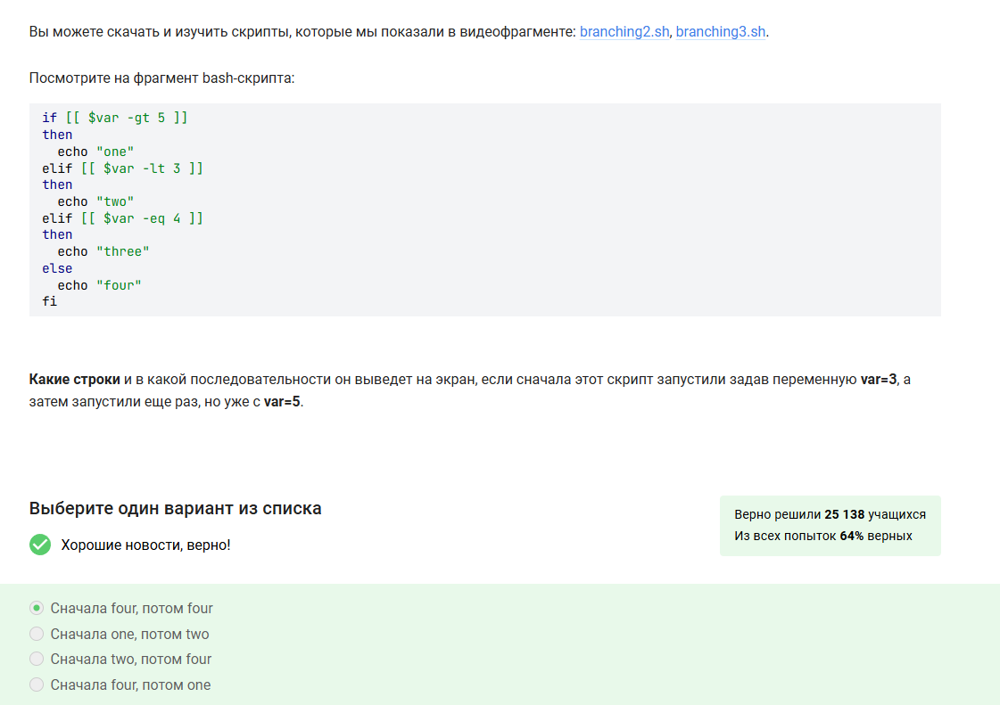 Вы можете скачать и изучить скрипты, которые мы показали в видеофрагменте: branching2.sh, branching3.sh.
Посмотрите на фрагмент bash-скрипта:
if [[ $var -gt 5 ]]
then
  echo "one"
elif [[ $var -lt 3 ]]
then
  echo "two"
elif [[ $var -eq 4 ]]
then
  echo "three"
else
  echo "four"
fi
Какие строки и в какой последовательности он выведет на экран, если сначала этот скрипт запустили задав переменную var=3, а
затем запустили еще раз, но уже с var=5.
Выберите один вариант из списка
Хорошие новости, верно!
Верно решили 25 138 учащихся
Из всех попыток 64% верных
Сначала four, потом four
Сначала one, потом two
Сначала two, потом four
Сначала four, потом one